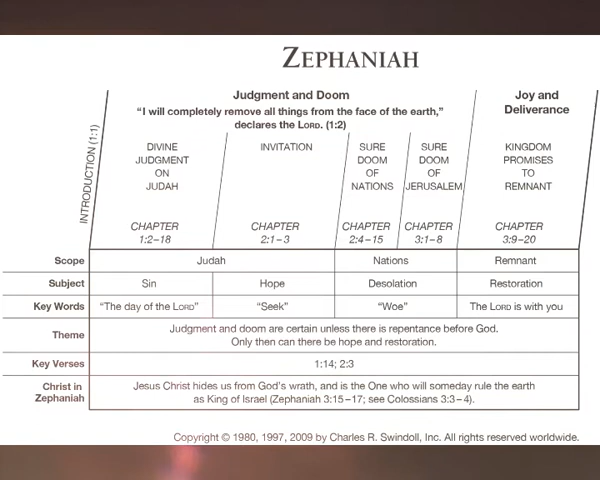 ZEPHANIAH
Judgment and Doom
"I will completely remove all things from the face of the earth,"
declares the LORD. (1:2)
Joy and
Deliverance
INTRODUCTION (1:1)
DIVINE
JUDGMENT
ON
JUDAH
INVITATION
SURE
DOOM
OF
NATIONS
SURE
DOOM
OF
JERUSALEM
KINGDOM
PROMISES
TO
REMNANT
CHAPTER
1:2–18
CHAPTER
2:1–3
CHAPTER
2:4–15
CHAPTER
3:1–8
CHAPTER
3:9–20
Scope Judah Nations Remnant
Subject Sin Hope Desolation Restoration
Key Words "The day of the LORD" "Seek" "Woe" The LORD is with you
Theme
Judgment and doom are certain unless there is repentance before God.
Only then can there be hope and restoration.
Key Verses 1:14; 2:3
Christ in
Zephaniah
Jesus Christ hides us from God's wrath, and is the One who will someday rule the earth
as King of Israel (Zephaniah 3:15–17; see Colossians 3:3–4).
Copyright © 1980, 1997, 2009 by Charles R. Swindoll, Inc. All rights reserved worldwide.